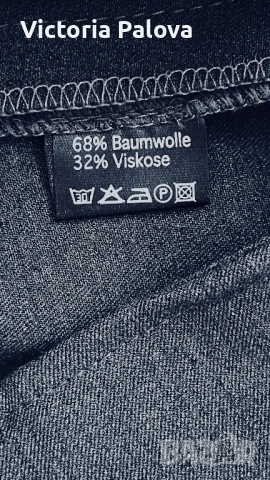 Victoria Palova
68% Baumwolle
32% Viskose
P